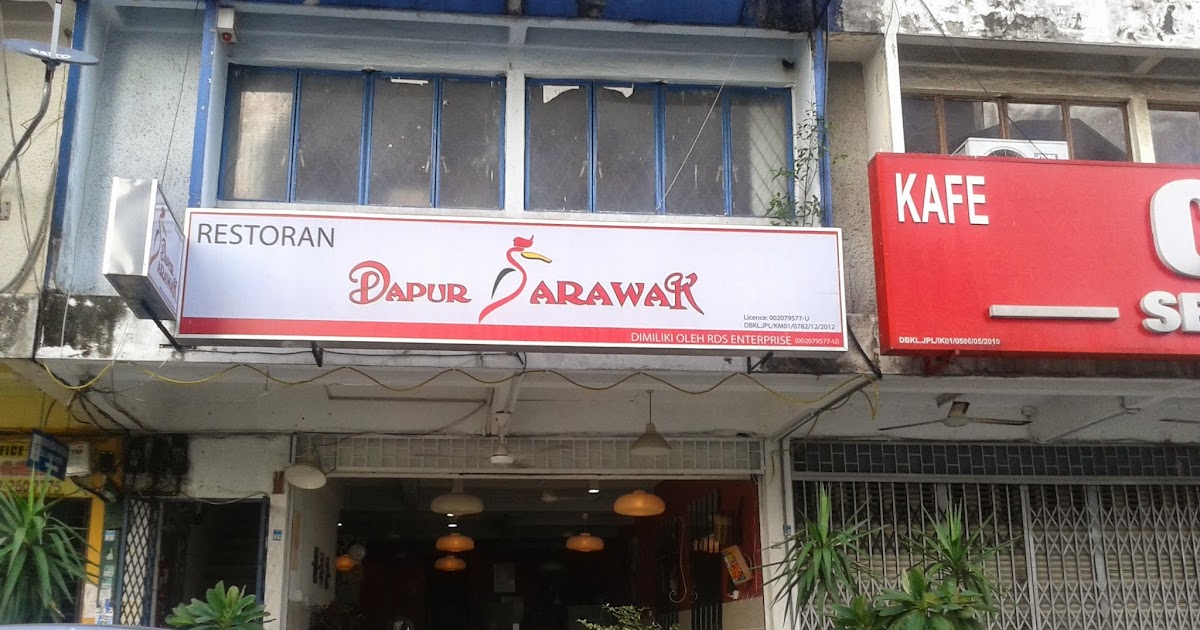 RESTORAN
DAPUR SARAWAK
Licence: 002079577-U
DBKL.JPL/KM01/0782/12/2012
DIMILIKI OLEH RDS ENTERPRISE (002079577-U)
KAFE
DBKL.JPL/IK01/0586/05/2010